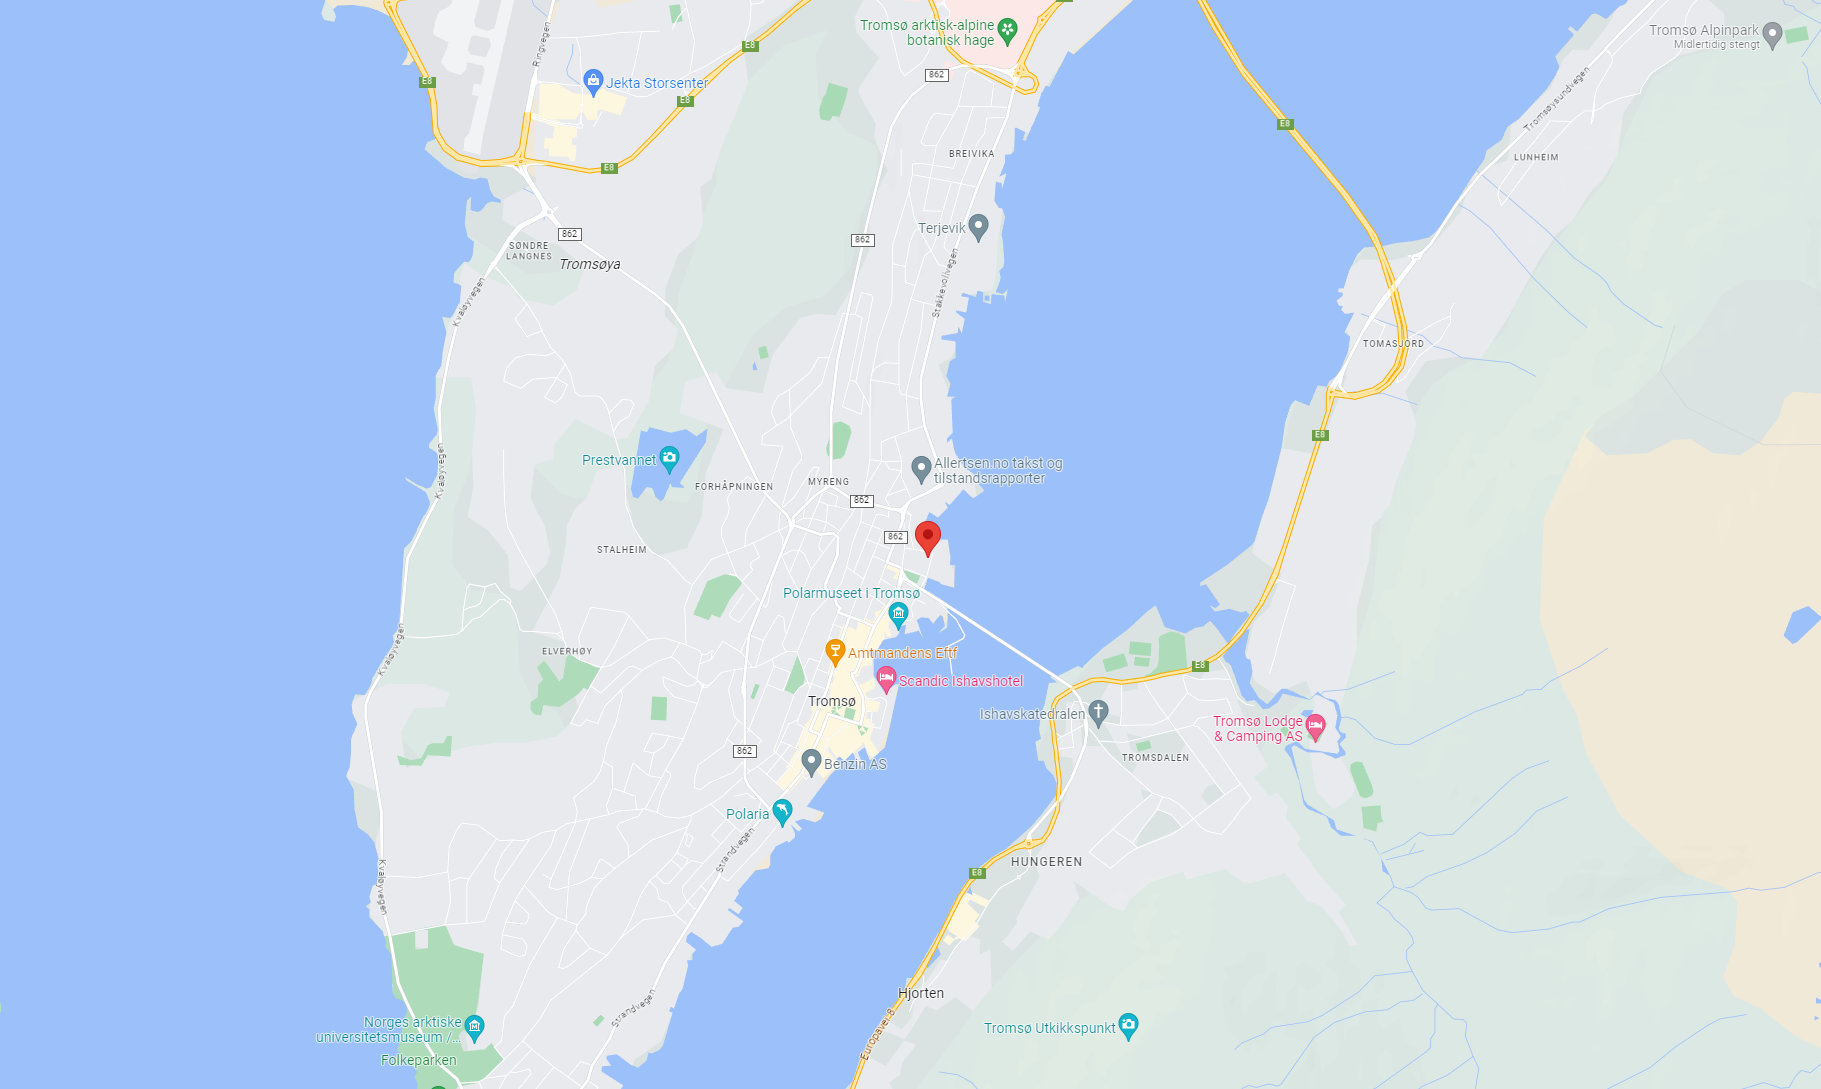 Tromsø arktisk-alpine
botanisk hage
Tromsø Alpinpark
Midlertidig stengt
E8
Ringvegen
862
Jekta Storsenter
E8
E8
E8
Tromsøysundvegen
E8
BREIVIKA
LUNHEIM
Terjevik
862
862
SØNDRE
LANGNES
Tromsøya
Kvaløyvegen
Stakkevollvegen
TOMASJORD
E8
Kvaløyvegen
Prestvannet
FORHÅPNINGEN
MYRENG
Allertsen.no takst og
tilstandsrapporter
862
862
STALHEIM
Polarmuseet i Tromsø
Kvaløyvegen
ELVERHØY
Amtmandens Eftf
E8
Scandic Ishavshotel
Tromsø
Ishavskatedralen
Tromsø Lodge
& Camping AS
862
Benzin AS
TROMSDALEN
Polaria
Strandvegen
HUNGEREN
Kvaløyvegen
E8
Hjorten
Strandvegen
Norges arktiske
universitetsmuseum /...
Tromsø Utkikkspunkt
Europaveg 8
Folkeparken